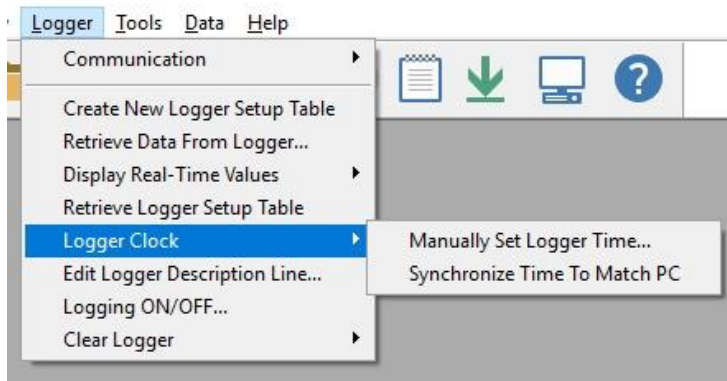 Logger Tools Data Help
Communication
Create New Logger Setup Table
Retrieve Data From Logger...
Display Real-Time Values
Retrieve Logger Setup Table
Logger Clock
Manually Set Logger Time...
Synchronize Time To Match PC
Edit Logger Description Line...
Logging ON/OFF...
Clear Logger
?